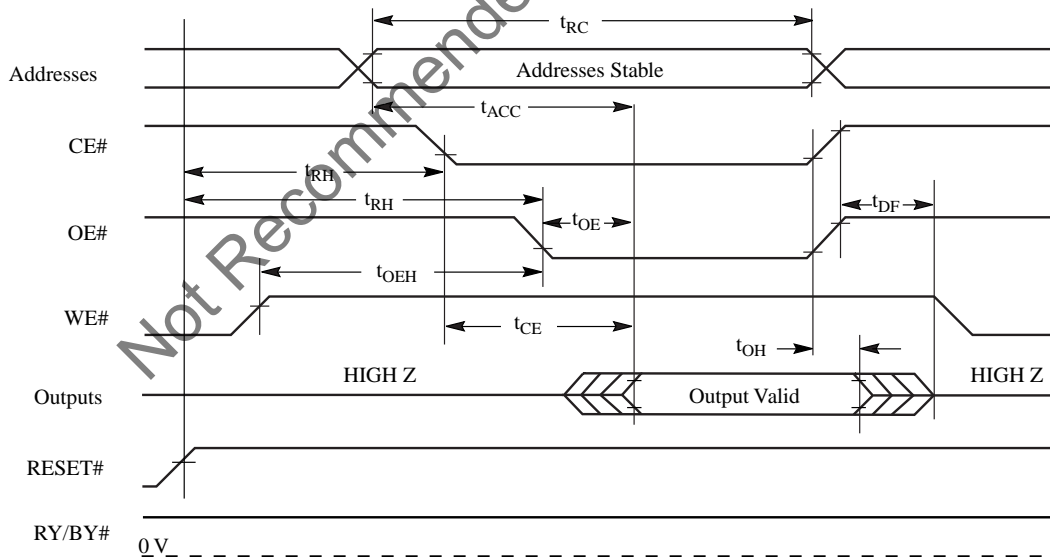 tRC
Addresses
Addresses Stable
tACC
CE#
tRH
tRH
tDF
OE#
tOE
tOEH
WE#
tCE
tOH
HIGH Z
HIGH Z
Outputs
Output Valid
RESET#
RY/BY#
0 V
Not Recommende